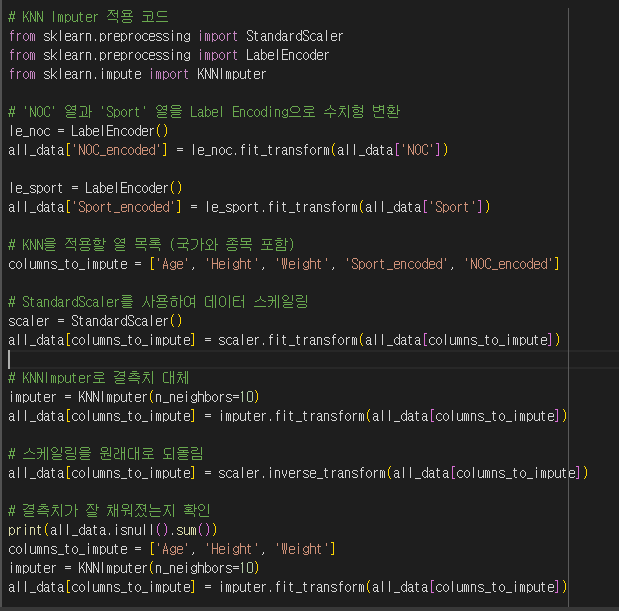 # KNN Imputer 적용 코드
from sklearn.preprocessing import StandardScaler
from sklearn.preprocessing import LabelEncoder
from sklearn.impute import KNNImputer
# 'NOC' 열과 'Sport' 열을 Label Encoding으로 수치형 변환
le_noc = LabelEncoder()
all_data['NOC_encoded'] = le_noc.fit_transform(all_data['NOC'])
le_sport = LabelEncoder()
all_data['Sport_encoded'] = le_sport.fit_transform(all_data['Sport'])
# KNN을 적용할 열 목록 (국가와 종목 포함)
columns_to_impute = ['Age', 'Height', 'Weight', 'Sport_encoded', 'NOC_encoded']
# StandardScaler를 사용하여 데이터 스케일링
scaler = StandardScaler()
all_data[columns_to_impute] = scaler.fit_transform(all_data[columns_to_impute])
# KNNImputer로 결측치 대체
imputer = KNNImputer(n_neighbors=10)
all_data[columns_to_impute] = imputer.fit_transform(all_data[columns_to_impute])
# 스케일링을 원래대로 되돌림
all_data[columns_to_impute] = scaler.inverse_transform(all_data[columns_to_impute])
# 결측치가 잘 채워졌는지 확인
print(all_data.isnull().sum())
columns_to_impute = ['Age', 'Height', 'Weight']
imputer = KNNImputer(n_neighbors=10)
all_data[columns_to_impute] = imputer.fit_transform(all_data[columns_to_impute])